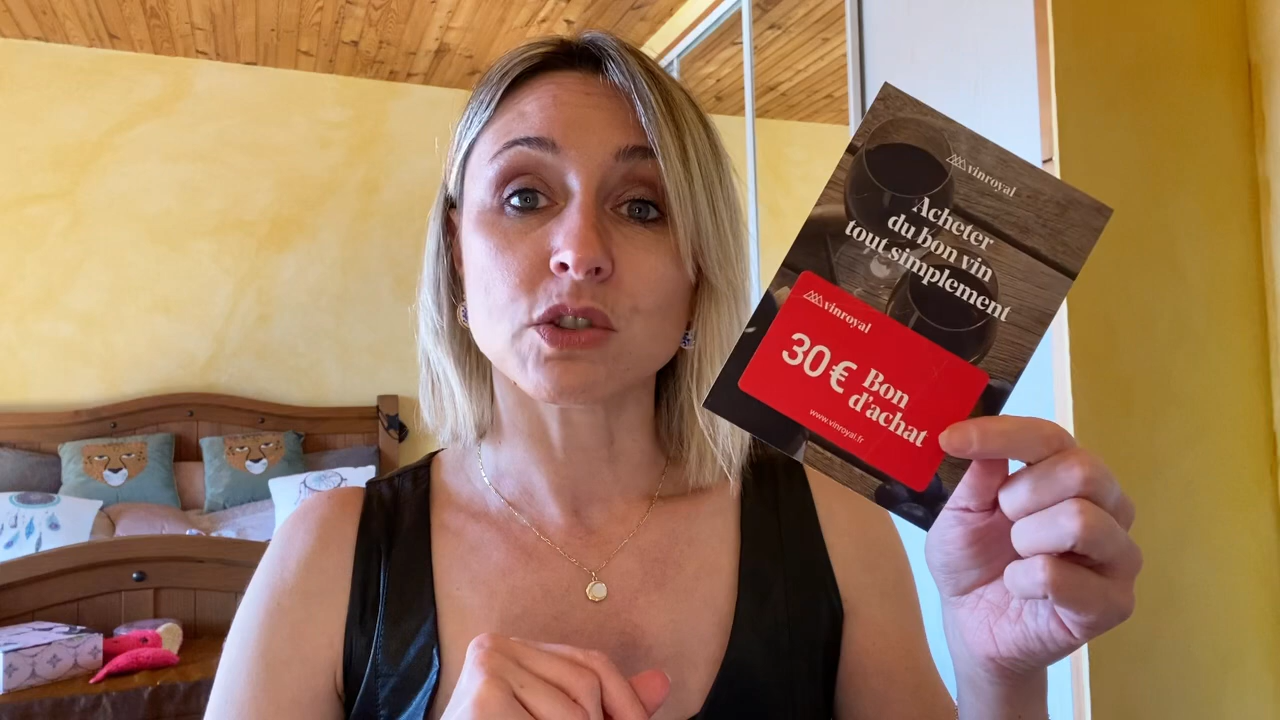 vinroyal
Acheter
du bon vin
tout simplement
vinroyal
30€ Bon
d'achat
www.vinroyal.fr